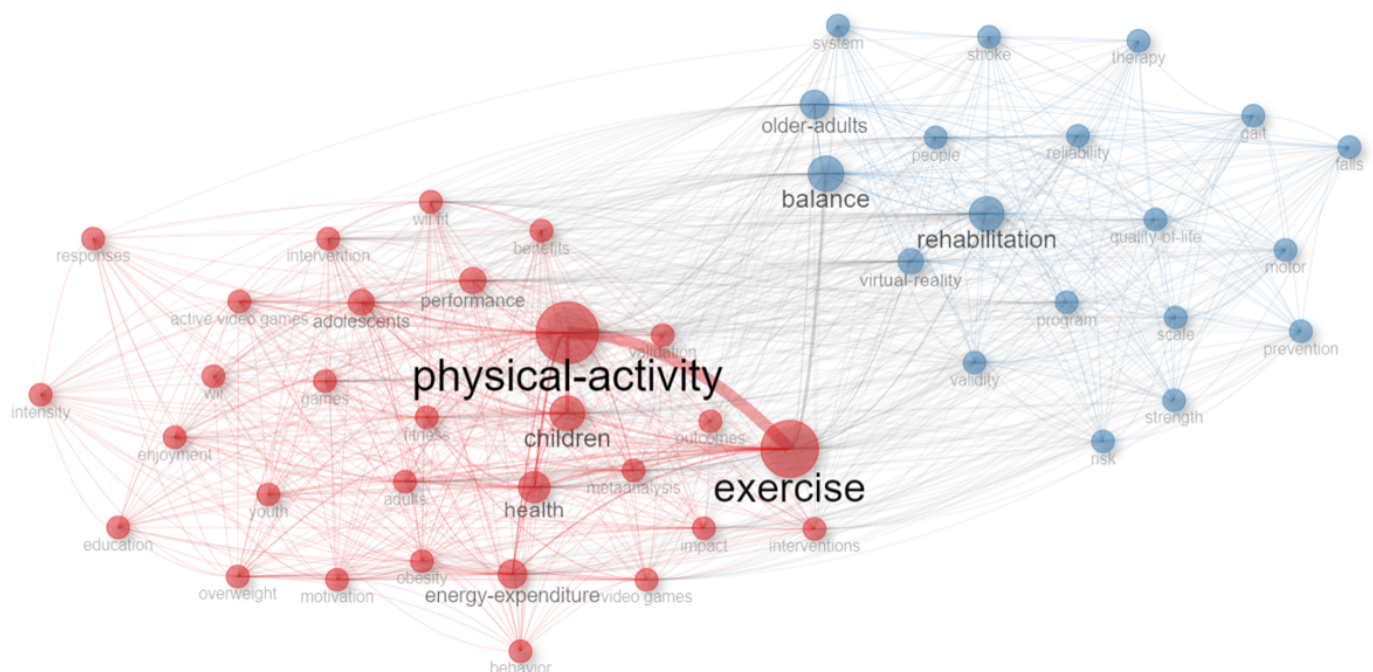 system
stroke
therapy
older-adults
gait
people
reliability
falls
balance
wii fit
rehabilitation
quality-of-life
responses
intervention
benefits
motor
virtual-reality
performance
active video games
adolescents
program
scale
validation
prevention
physical-activity
validity
wii
games
intensity
strength
fitness
children
outcomes
enjoyment
risk
exercise
adults
metaanalysis
youth
health
education
impact
interventions
obesity
overweight
motivation
energy-expenditure
video games
behavior